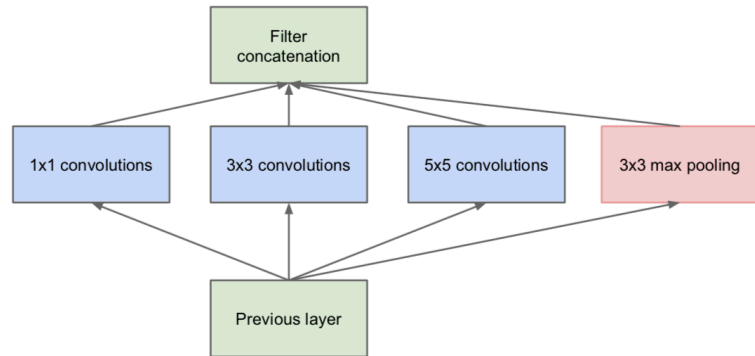 Filter
concatenation
1x1 convolutions
3x3 convolutions
5x5 convolutions
3x3 max pooling
Previous layer